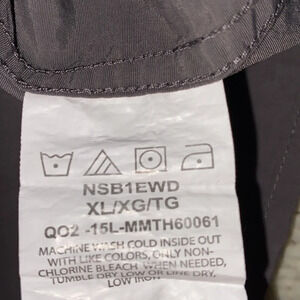 NSB1EWD
XL/XG/TG
QO2 -15L-MMTH60061
MACHINE WASH COLD INSIDE OUT
WITH LIKE COLORS, ONLY NON-
CHLORINE BLEACH WHEN NEEDED,
TUMBLE DRY LOW OR LINE DRY,
LOW IRON